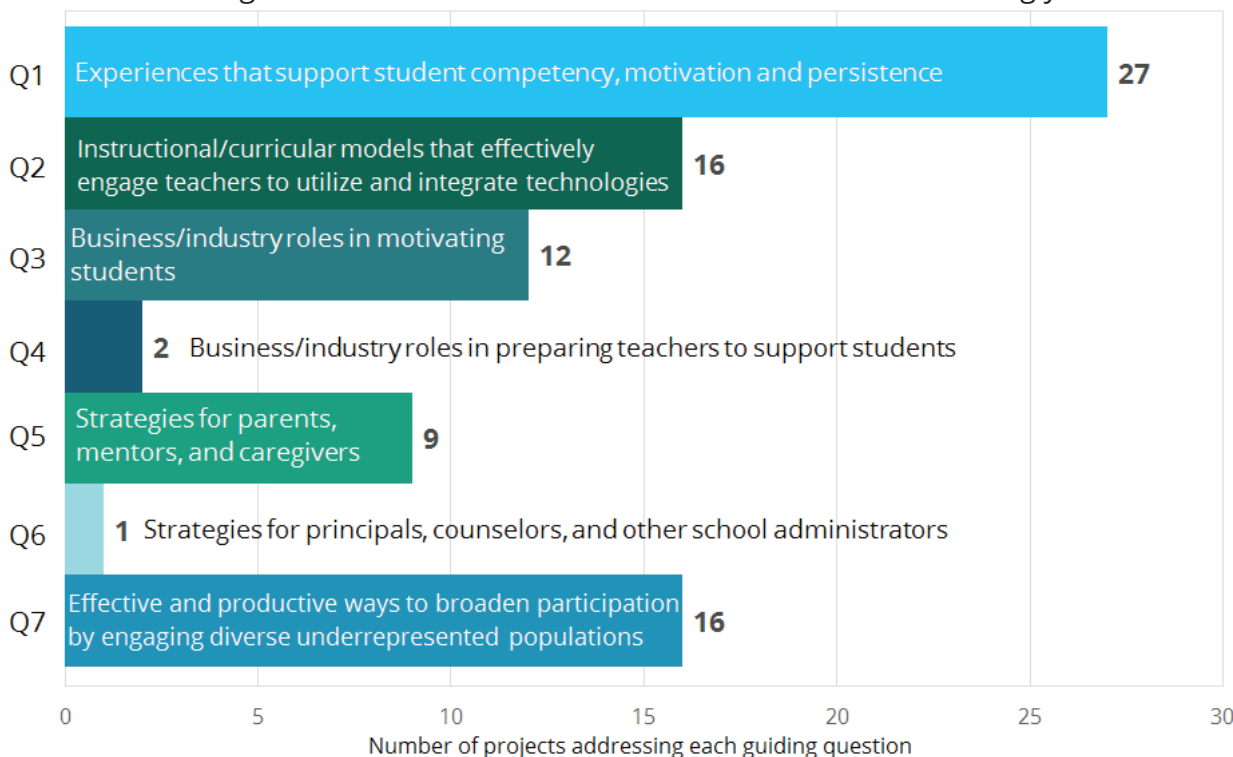 Q1
Experiences that support student competency, motivation and persistence
27
Q2
Instructional/curricular models that effectively
engage teachers to utilize and integrate technologies
16
Q3
Business/industry roles in motivating
students
12
Q4
2 Business/industry roles in preparing teachers to support students
Q5
Strategies for parents,
mentors, and caregivers
9
Q6
1 Strategies for principals, counselors, and other school administrators
Q7
Effective and productive ways to broaden participation
by engaging diverse underrepresented populations
16
0 5 10 15 20 25 30
Number of projects addressing each guiding question